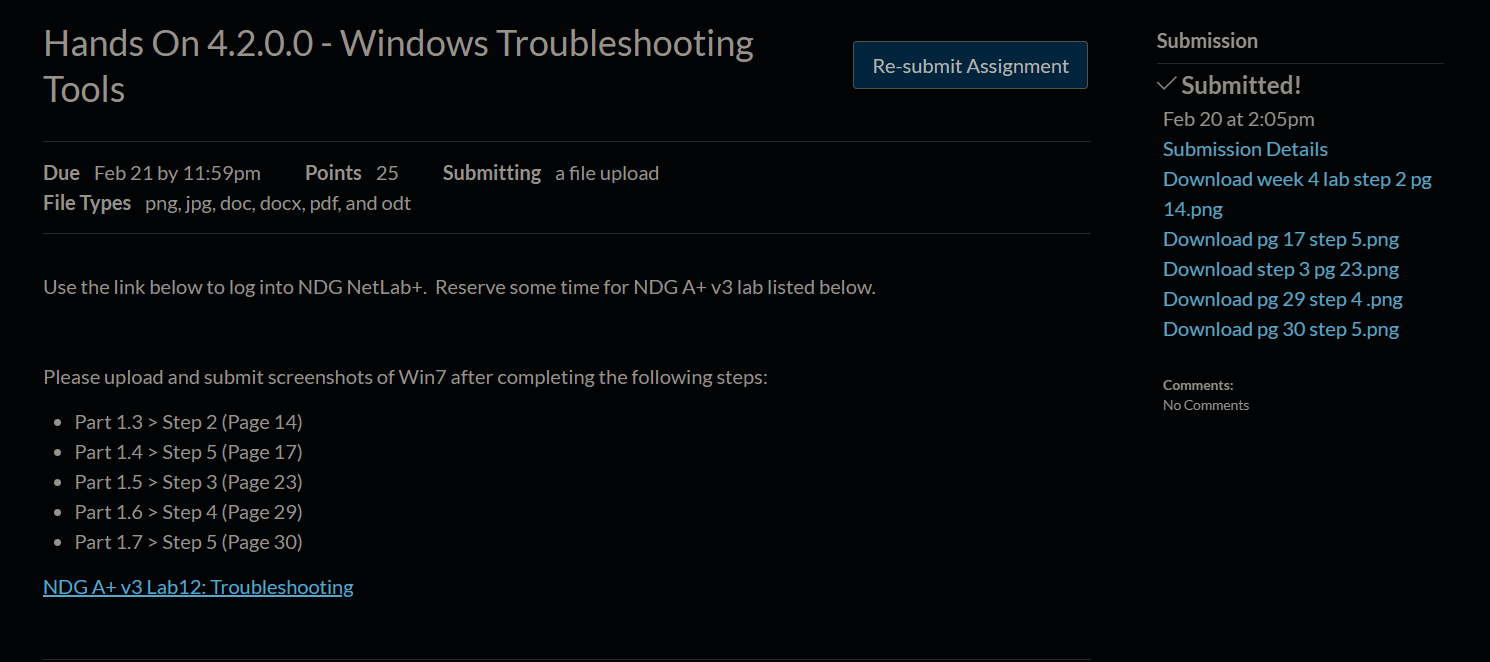 Hands On 4.2.0.0 - Windows Troubleshooting
Tools
Re-submit Assignment
Due Feb 21 by 11:59pm Points 25 Submitting a file upload
File Types png, jpg, doc, docx, pdf, and odt
Use the link below to log into NDG NetLab+. Reserve some time for NDG A+ v3 lab listed below.
Please upload and submit screenshots of Win7 after completing the following steps:
Part 1.3 > Step 2 (Page 14)
Part 1.4 > Step 5 (Page 17)
Part 1.5 > Step 3 (Page 23)
Part 1.6 > Step 4 (Page 29)
Part 1.7 > Step 5 (Page 30)
NDG A+ v3 Lab12: Troubleshooting
Submission
Submitted!
Feb 20 at 2:05pm
Submission Details
Download week 4 lab step 2 pg
14.png
Download pg 17 step 5.png
Download step 3 pg 23.png
Download pg 29 step 4 .png
Download pg 30 step 5.png
Comments:
No Comments